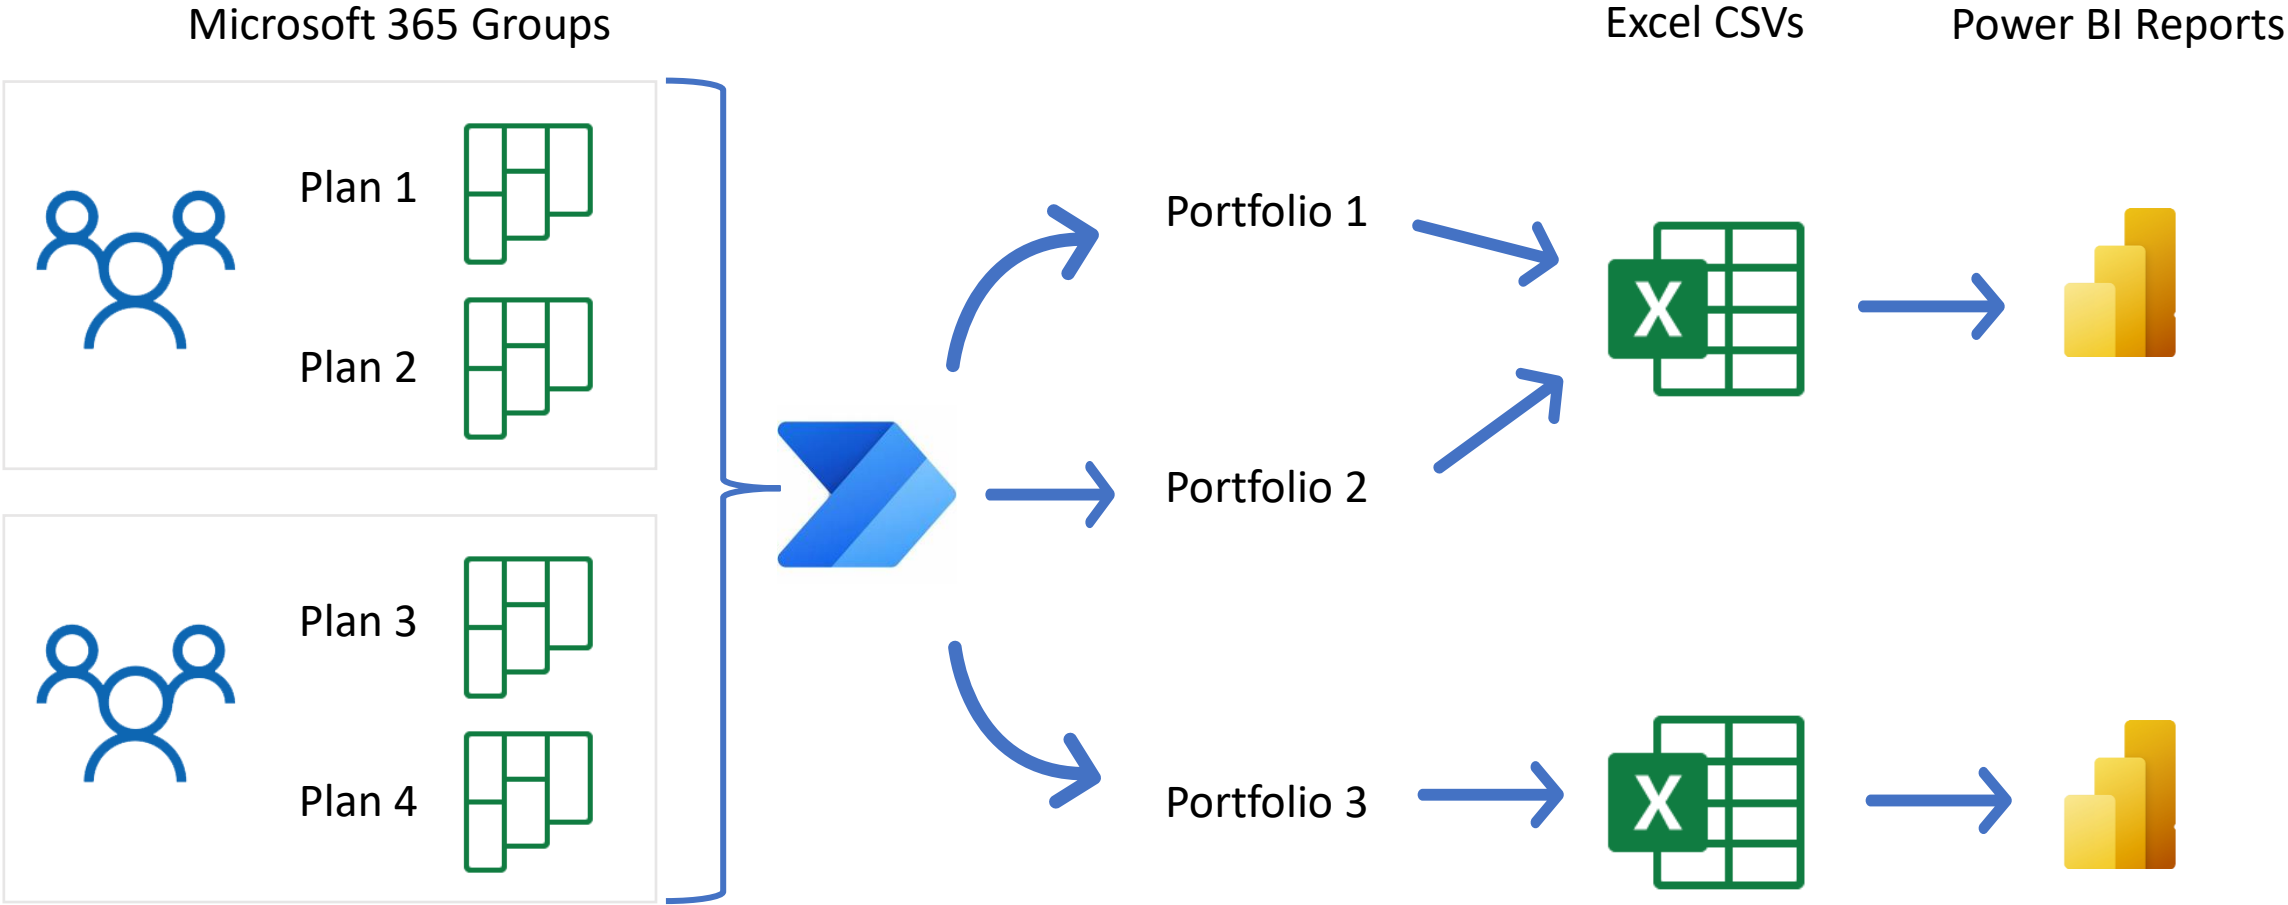 Microsoft 365 Groups
Excel CSVs
Power BI Reports
Plan 1
Plan 2
Plan 3
Plan 4
Portfolio 1
Portfolio 2
Portfolio 3
X
X